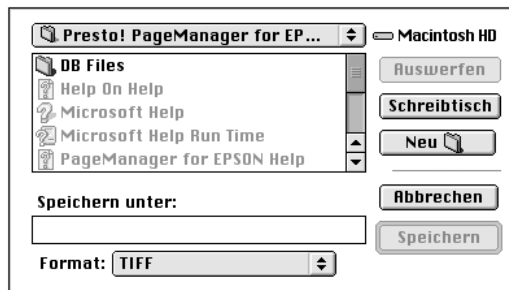 Presto! PageManager for EP...
Macintosh HD
DB Files
Help On Help
Microsoft Help
Microsoft Help Run Time
PageManager for EPSON Help
Auswerfen
Schreibtisch
Neu
Speichern unter:
Abbrechen
Speichern
Format: TIFF